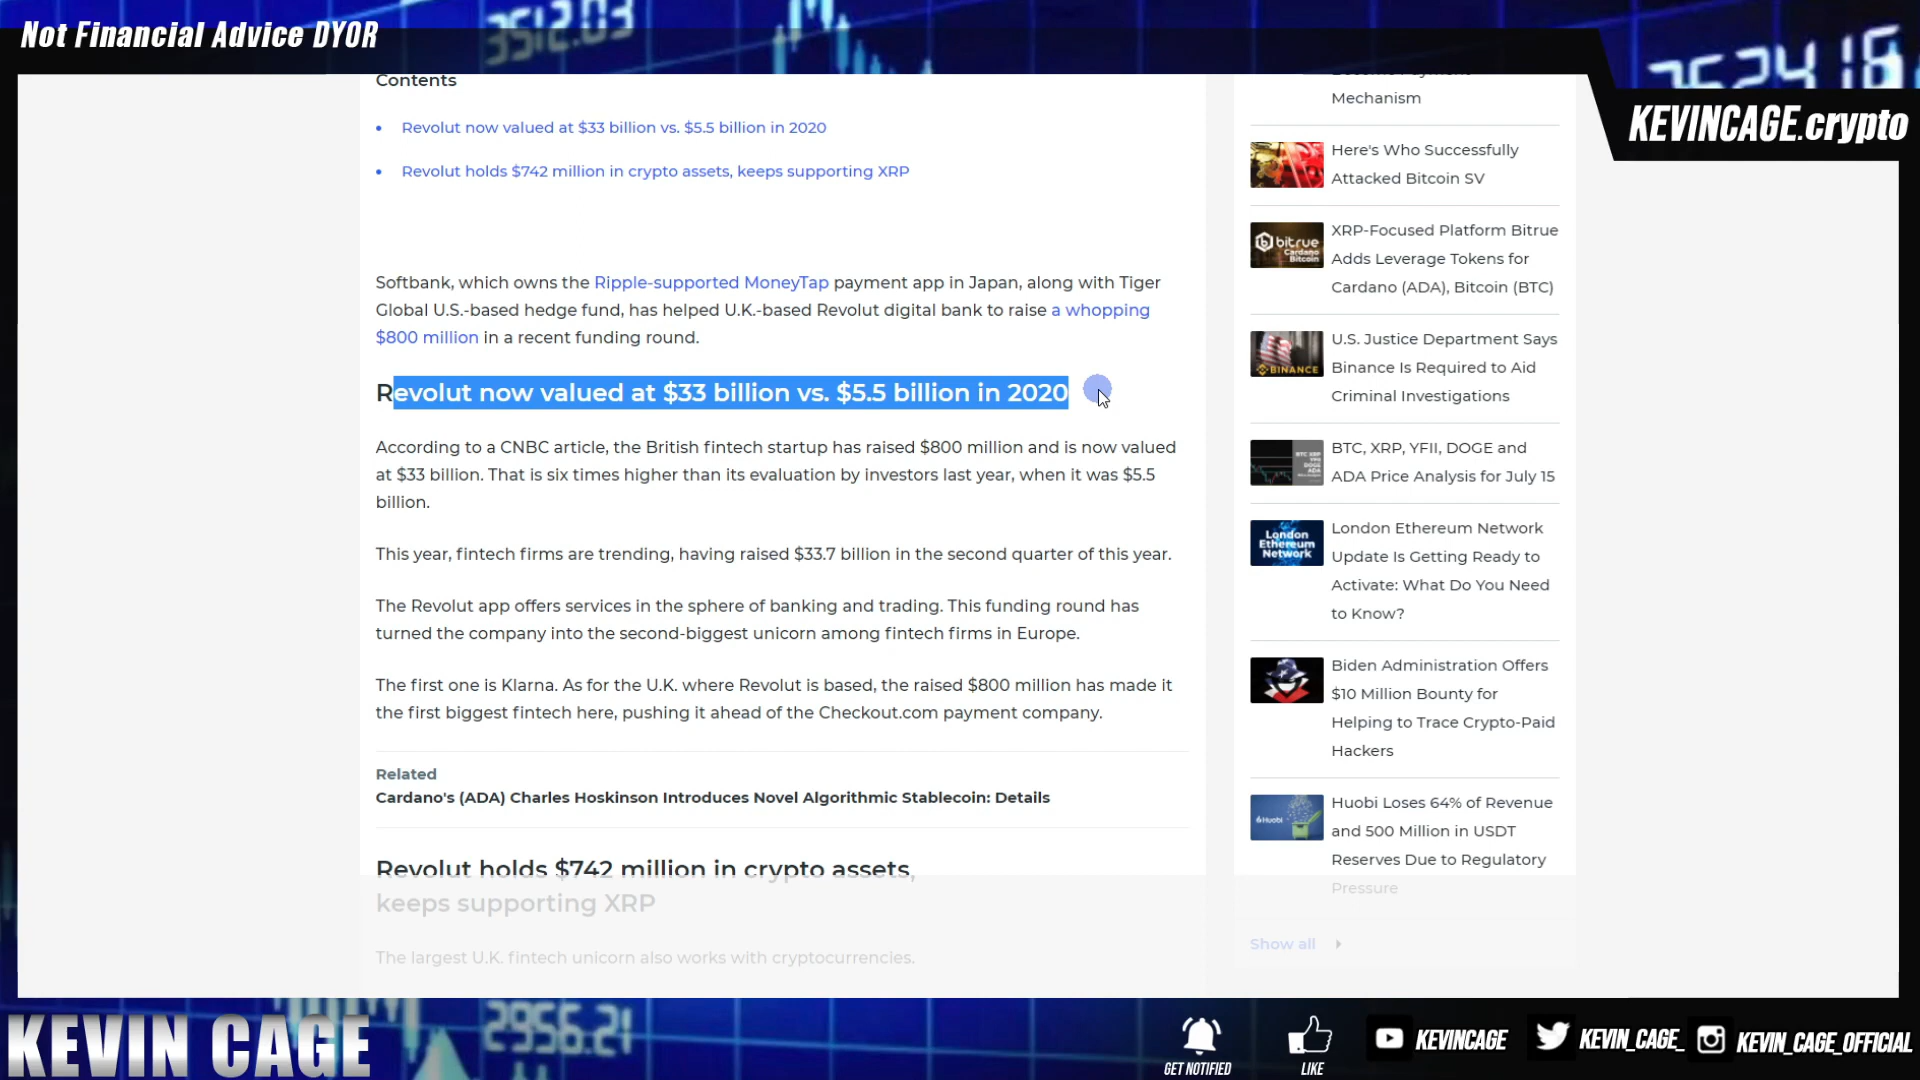 Not Financial Advice DYOR
3512.03
KEVINCAGE.crypto
Contents
Revolut now valued at $33 billion vs. $5.5 billion in 2020
Revolut holds $742 million in crypto assets, keeps supporting XRP
Softbank, which owns the Ripple-supported MoneyTap payment app in Japan, along with Tiger
Global U.S.-based hedge fund, has helped U.K.-based Revolut digital bank to raise a whopping
$800 million in a recent funding round.
Revolut now valued at $33 billion vs. $5.5 billion in 2020
According to a CNBC article, the British fintech startup has raised $800 million and is now valued
at $33 billion. That is six times higher than its evaluation by investors last year, when it was $5.5
billion.
This year, fintech firms are trending, having raised $33.7 billion in the second quarter of this year.
The Revolut app offers services in the sphere of banking and trading. This funding round has
turned the company into the second-biggest unicorn among fintech firms in Europe.
The first one is Klarna. As for the U.K. where Revolut is based, the raised $800 million has made it
the first biggest fintech here, pushing it ahead of the Checkout.com payment company.
Related
Cardano's (ADA) Charles Hoskinson Introduces Novel Algorithmic Stablecoin: Details
Revolut holds $742 million in crypto assets,
keeps supporting XRP
The largest U.K. fintech unicorn also works with cryptocurrencies.
Mechanism
Here's Who Successfully
Attacked Bitcoin SV
bitrue
Cardano
Bitcoin
XRP-Focused Platform Bitrue
Adds Leverage Tokens for
Cardano (ADA), Bitcoin (BTC)
BINANCE
U.S. Justice Department Says
Binance Is Required to Aid
Criminal Investigations
BTC, XRP, YFII, DOGE and
ADA Price Analysis for July 15
London
Ethereum
Network
London Ethereum Network
Update Is Getting Ready to
Activate: What Do You Need
to Know?
Biden Administration Offers
$10 Million Bounty for
Helping to Trace Crypto-Paid
Hackers
Huobi
Huobi Loses 64% of Revenue
and 500 Million in USDT
Reserves Due to Regulatory
Pressure
Show all
KEVIN CAGE
2956.21
GET NOTIFIED
LIKE
KEVINCAGE
KEVIN_CAGE_
KEVIN_CAGE_OFFICIAL